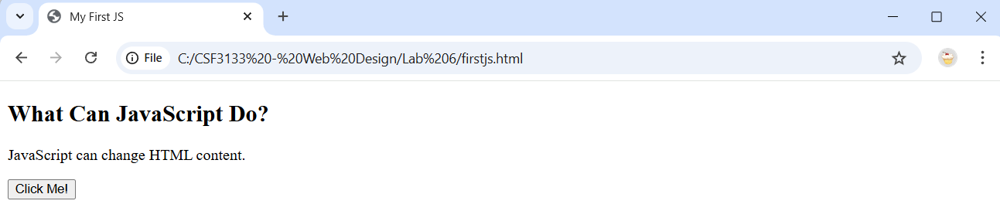 My First JS
File C:/CSF3133%20-%20Web%20Design/Lab%206/firstjs.html
What Can JavaScript Do?
JavaScript can change HTML content.
Click Me!